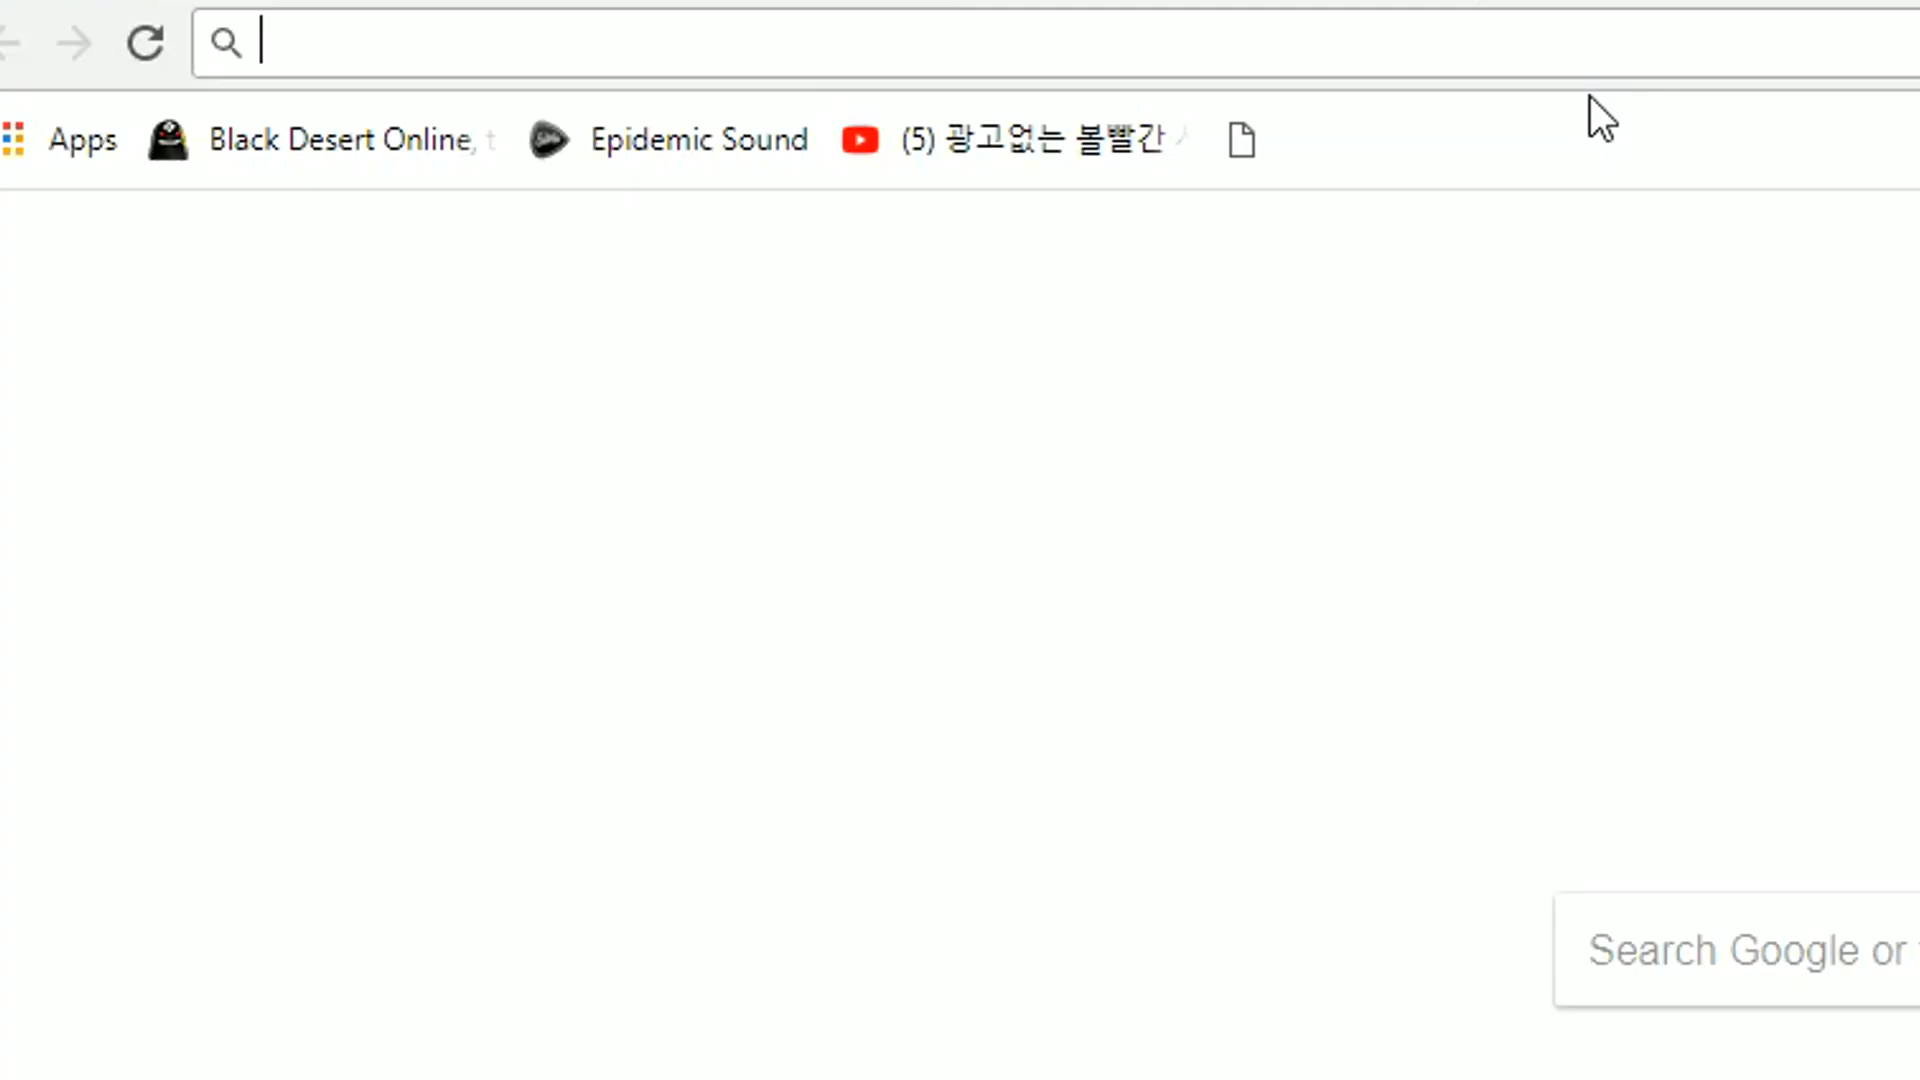 Apps Black Desert Online, t Epidemic Sound (5) 광고없는 볼빨간
Search Google or